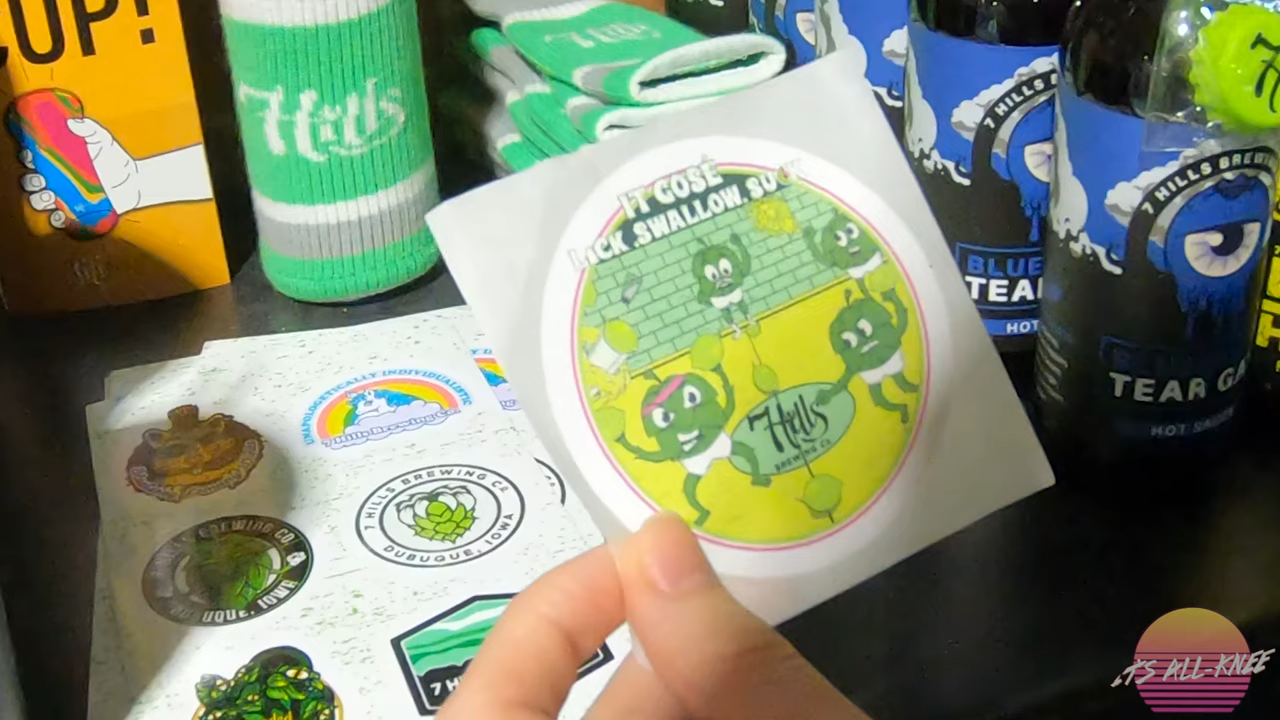 CUP!
Hills
Hills
IT GOSE
LICK. SWALLOW. SUCK
7 Hills
BREWING CO
7 HILLS
7 HILLS BREWING
BLUE
TEAR
HOT
TEAR GA
HOT SAUCE
UNAPOLOGETICALLY INDIVIDUALISTIC
7 Hills Brewing Co.
7 HILLS BREWING Co
DUBUQUE, IOWA
BREWING CO
IOWA
7 H
IT'S ALL-KNEE